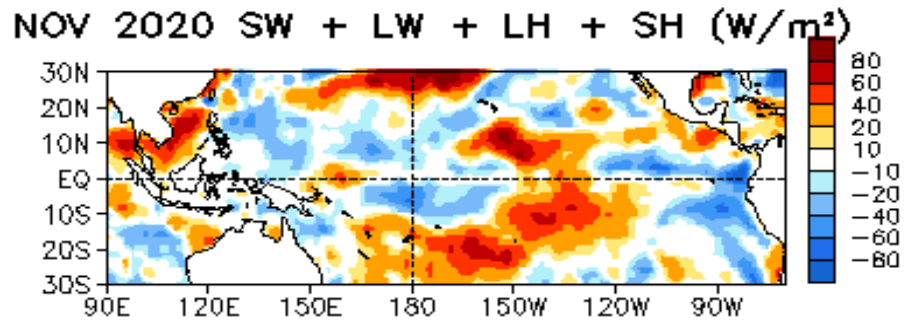 NOV 2020 SW + LW + LH + SH (W/m²)
30N
20N
10N
EQ
10S
20S
30S
90E 120E 150E 180 150W 120W 90W
80
60
40
20
10
-10
-20
-40
-60
-80